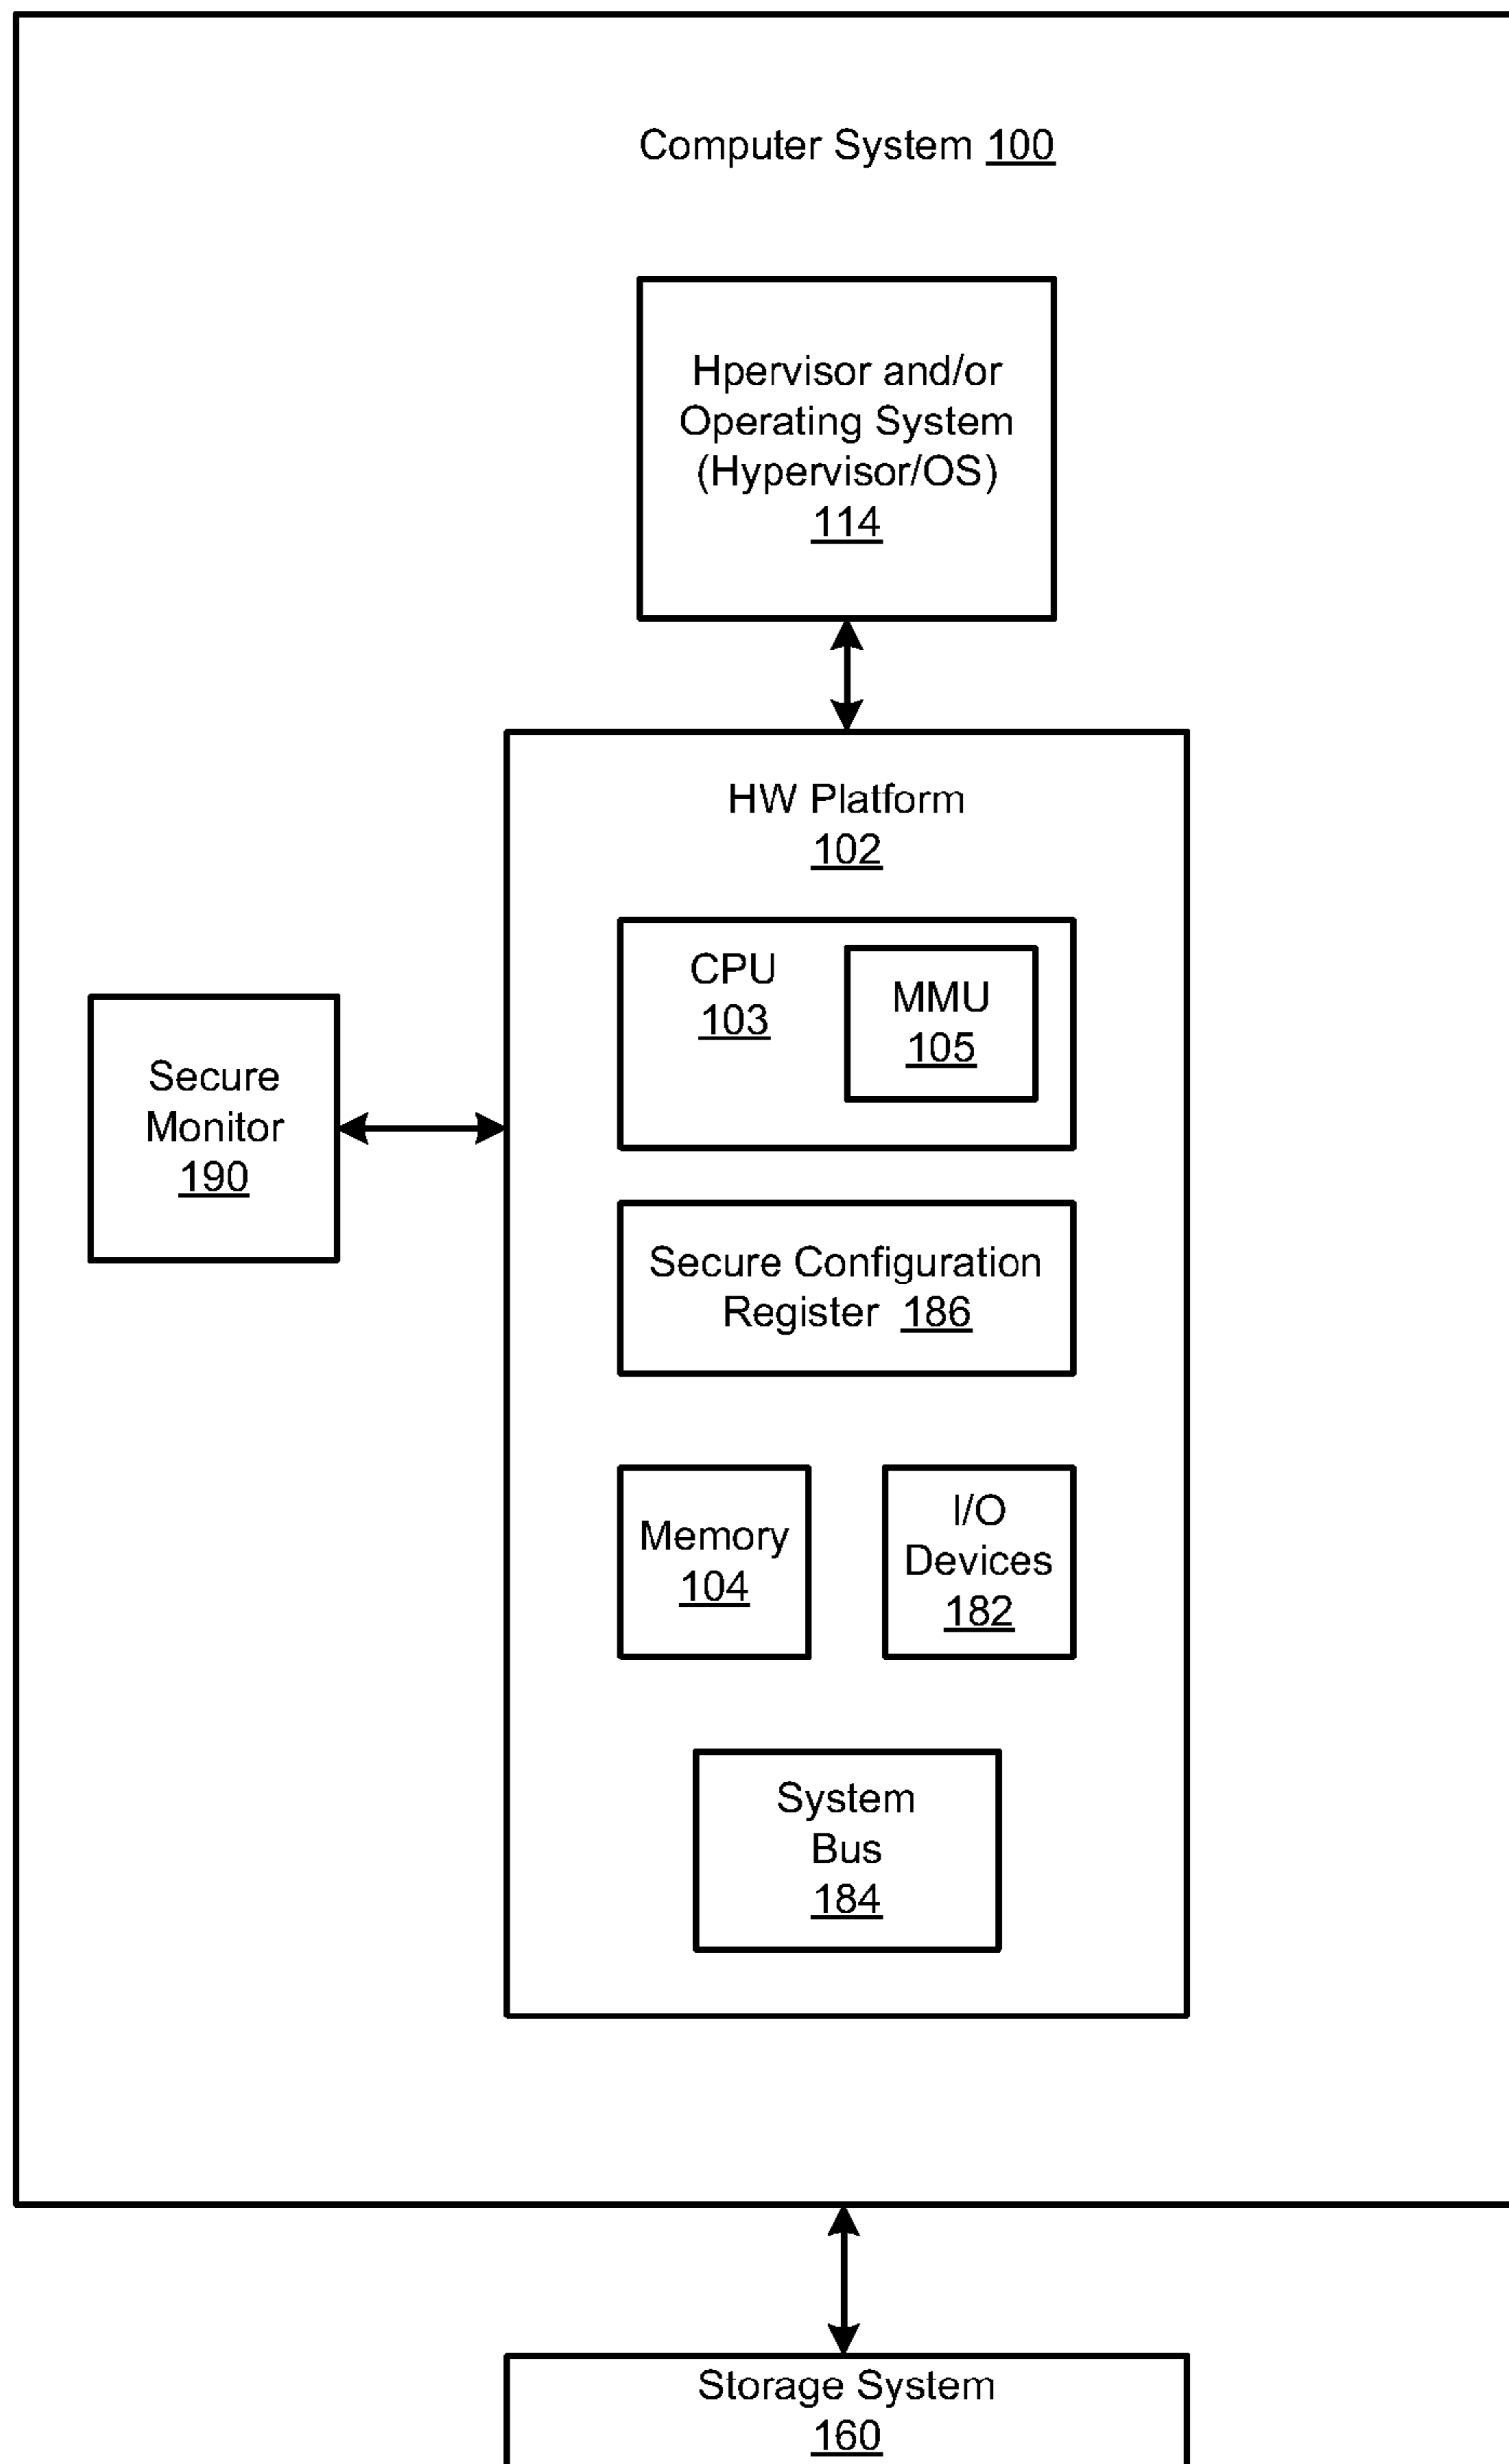 Computer System 100
Hpervisor and/or
Operating System
(Hypervisor/OS)
114
HW Platform
102
CPU
103
MMU
105
Secure
Monitor
190
Secure Configuration
Register 186
Memory
104
I/O
Devices
182
System
Bus
184
Storage System
160